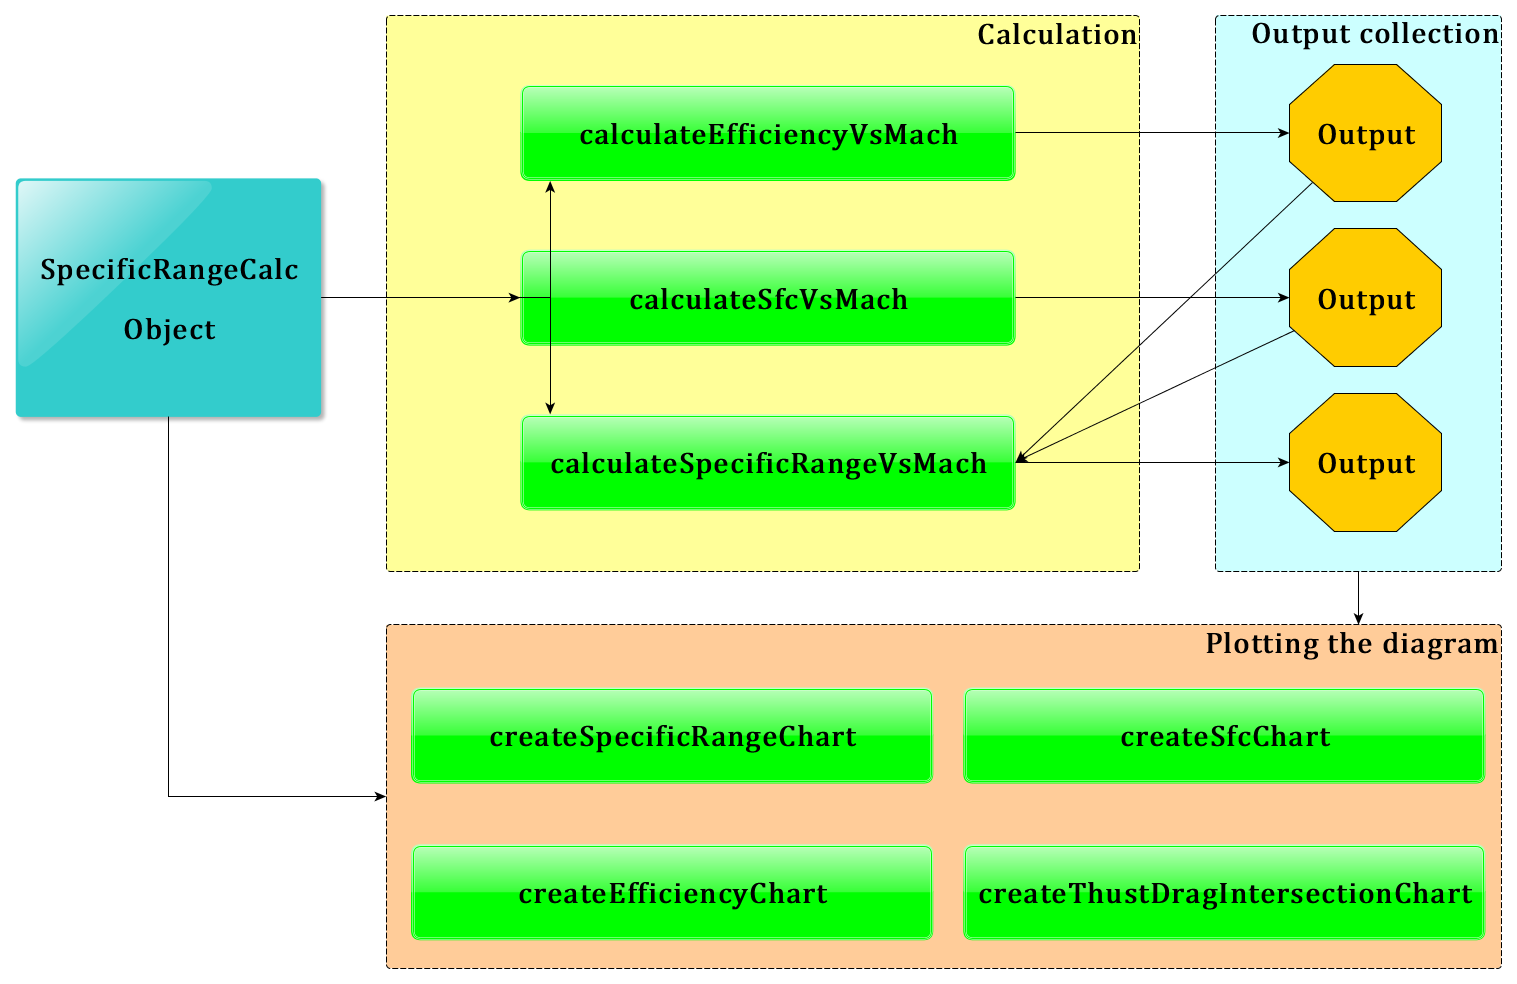 Calculation
Output collection
calculateEfficiencyVsMach
Output
SpecificRangeCalc
Object
calculateSfcVsMach
Output
calculateSpecificRangeVsMach
Output
Plotting the diagram
createSpecificRangeChart
createSfcChart
createEfficiencyChart
createThustDragIntersectionChart